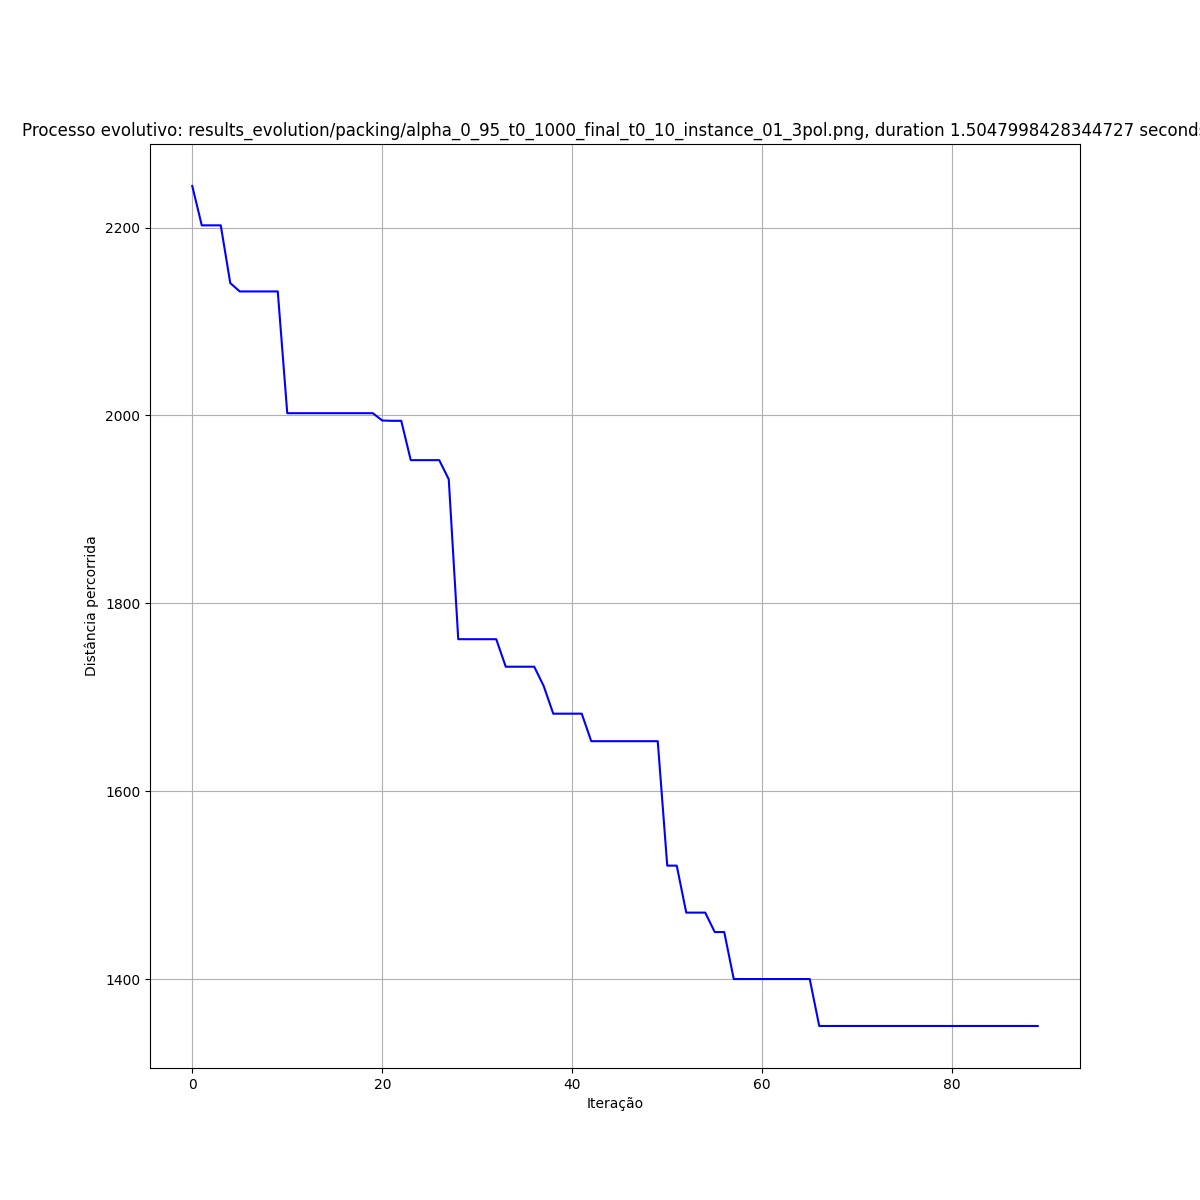 Processo evolutivo: results_evolution/packing/alpha_0_95_t0_1000_final_t0_10_instance_01_3pol.png, duration 1.5047998428344727 seconds
2200
2000
1800
1600
1400
Distância percorrida
0 20 40 60 80
Iteração